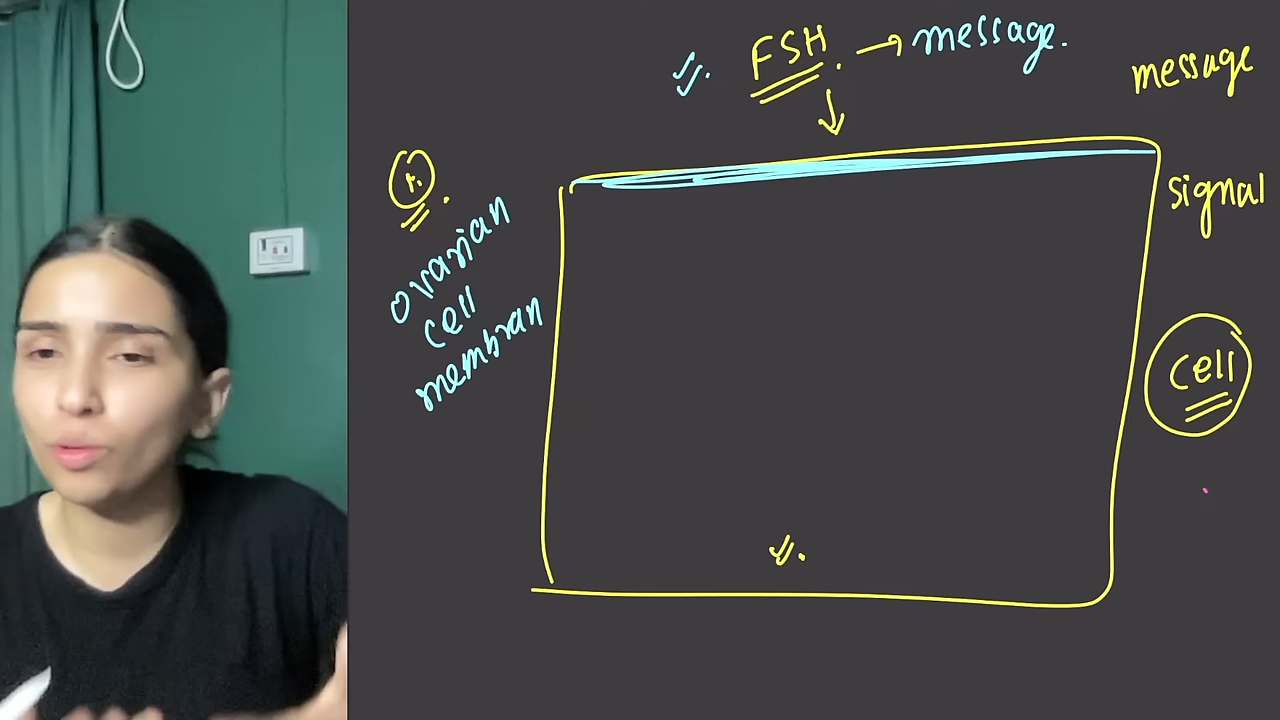 FSH → message.
message
signal
ovarian
cell
membran
cell